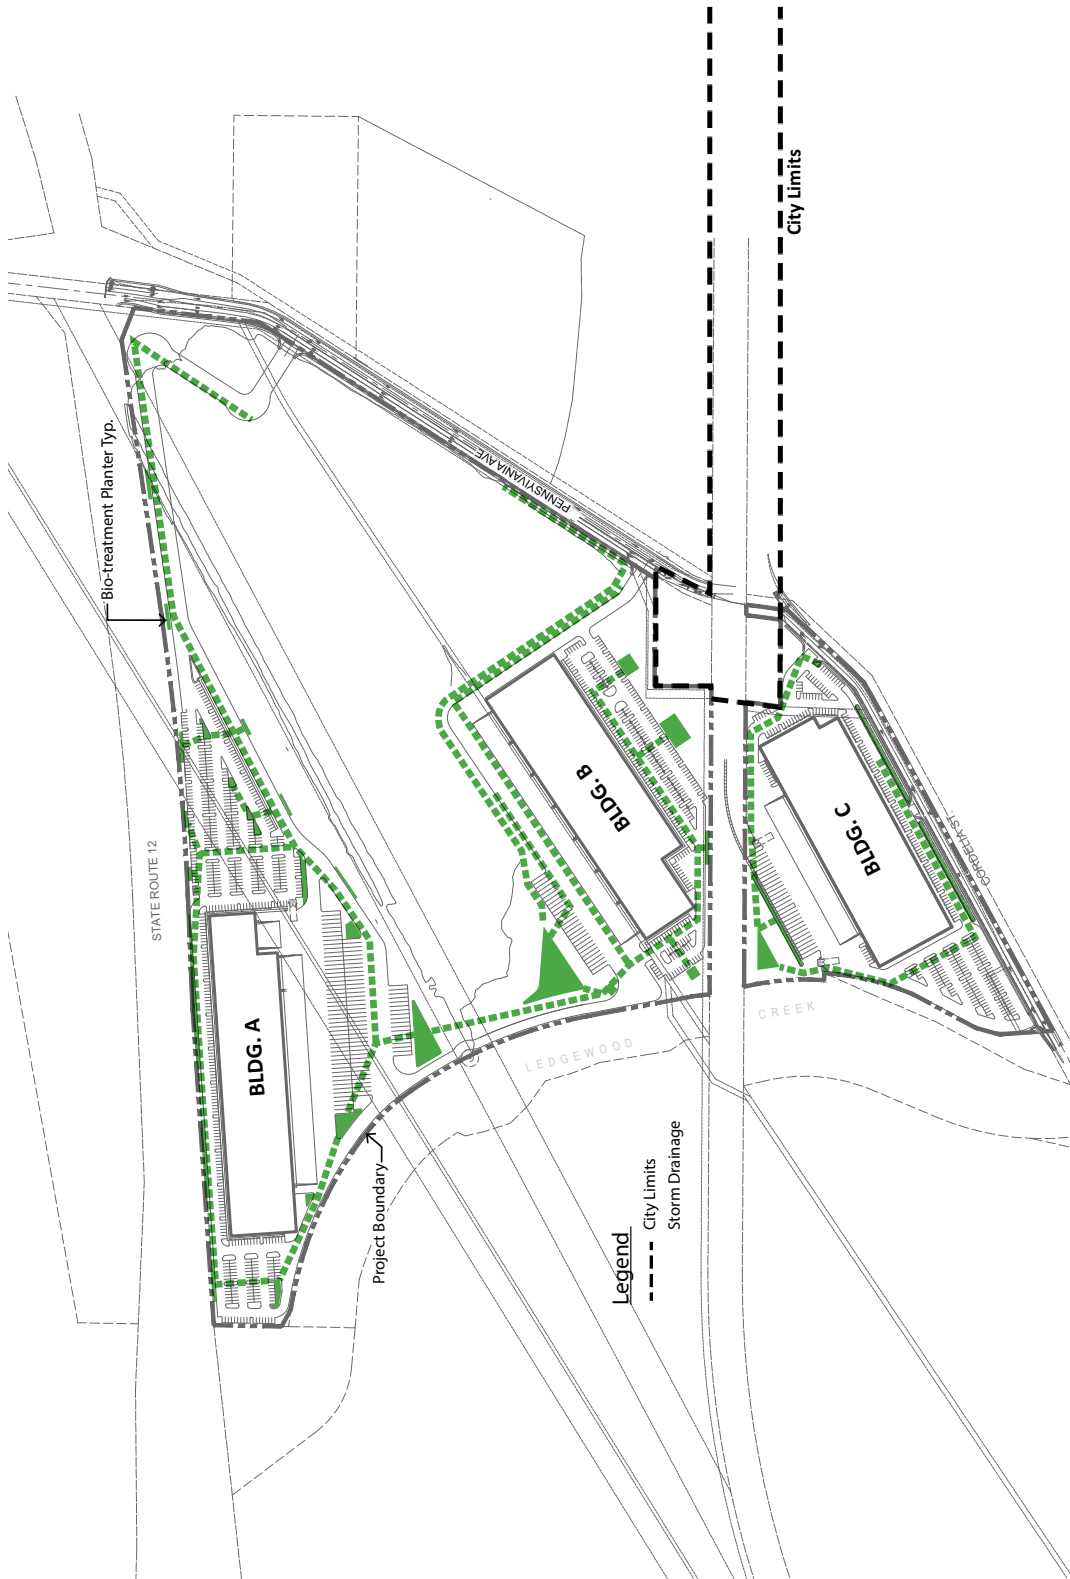 City Limits
Bio-treatment Planter Typ.
PENNSYLVANIA AVE
STATE ROUTE 12
BLDG. A
BLDG. B
BLDG. C
CORDELIA ST
LEDGEWOOD
CREEK
Project Boundary
Legend
City Limits
Storm Drainage